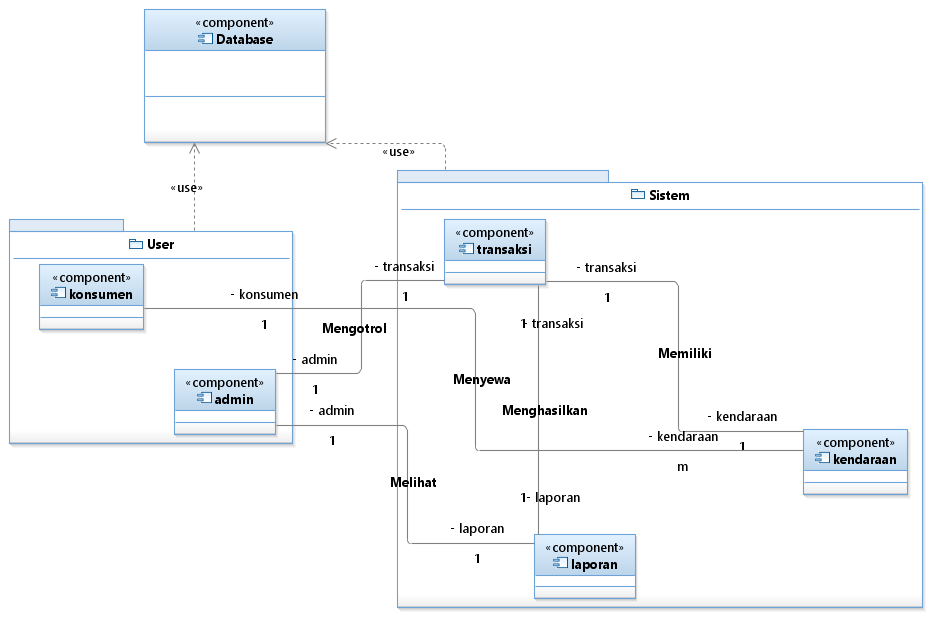 «component»
Database
«use»
«use»
Sistem
User
«component»
transaksi
«component»
konsumen
- transaksi
1
- transaksi
1
- konsumen
1
Mengotrol
1
- transaksi
Memiliki
- admin
1
«component»
admin
Menyewa
- admin
1
Menghasilkan
- kendaraan
1
- kendaraan
m
«component»
kendaraan
Melihat
1
- laporan
- laporan
1
«component»
laporan